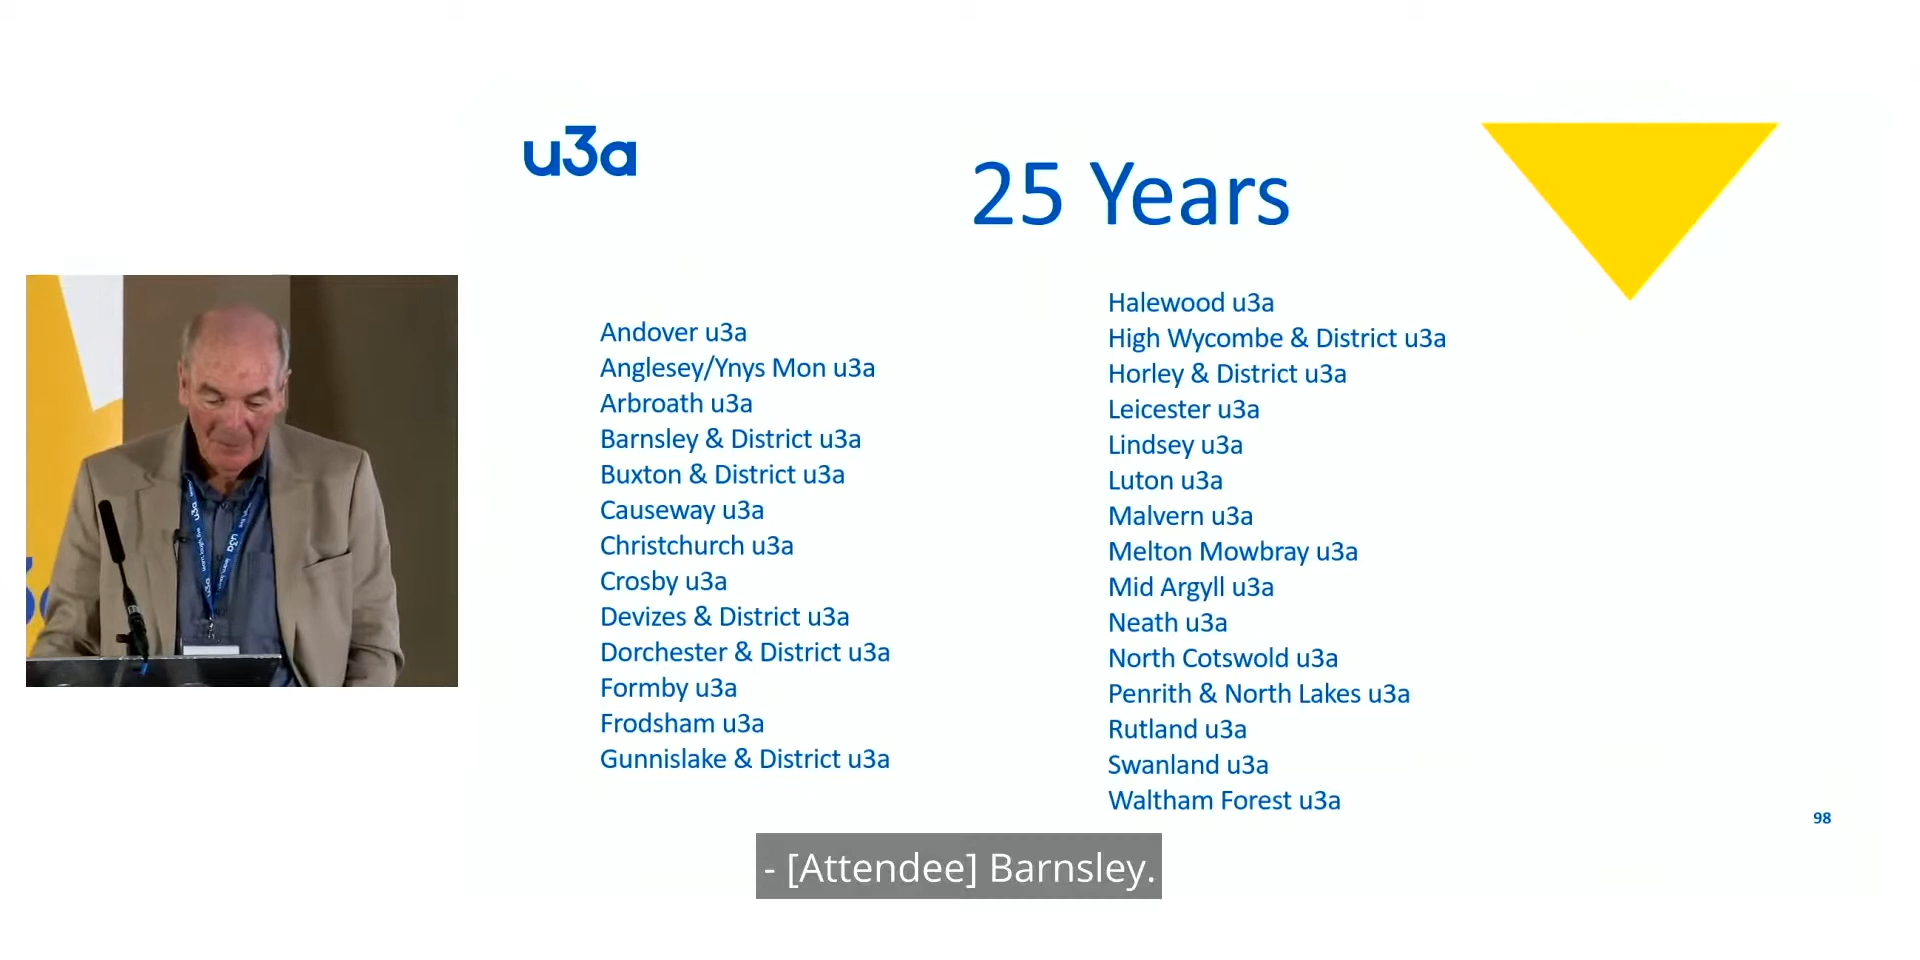 u3a
25 Years
Andover u3a
Anglesey/Ynys Mon u3a
Arbroath u3a
Barnsley & District u3a
Buxton & District u3a
Causeway u3a
Christchurch u3a
Crosby u3a
Devizes & District u3a
Dorchester & District u3a
Formby u3a
Frodsham u3a
Gunnislake & District u3a
Halewood u3a
High Wycombe & District u3a
Horley & District u3a
Leicester u3a
Lindsey u3a
Luton u3a
Malvern u3a
Melton Mowbray u3a
Mid Argyll u3a
Neath u3a
North Cotswold u3a
Penrith & North Lakes u3a
Rutland u3a
Swanland u3a
Waltham Forest u3a
98
u3a
u3a
u3a
- [Attendee] Barnsley.